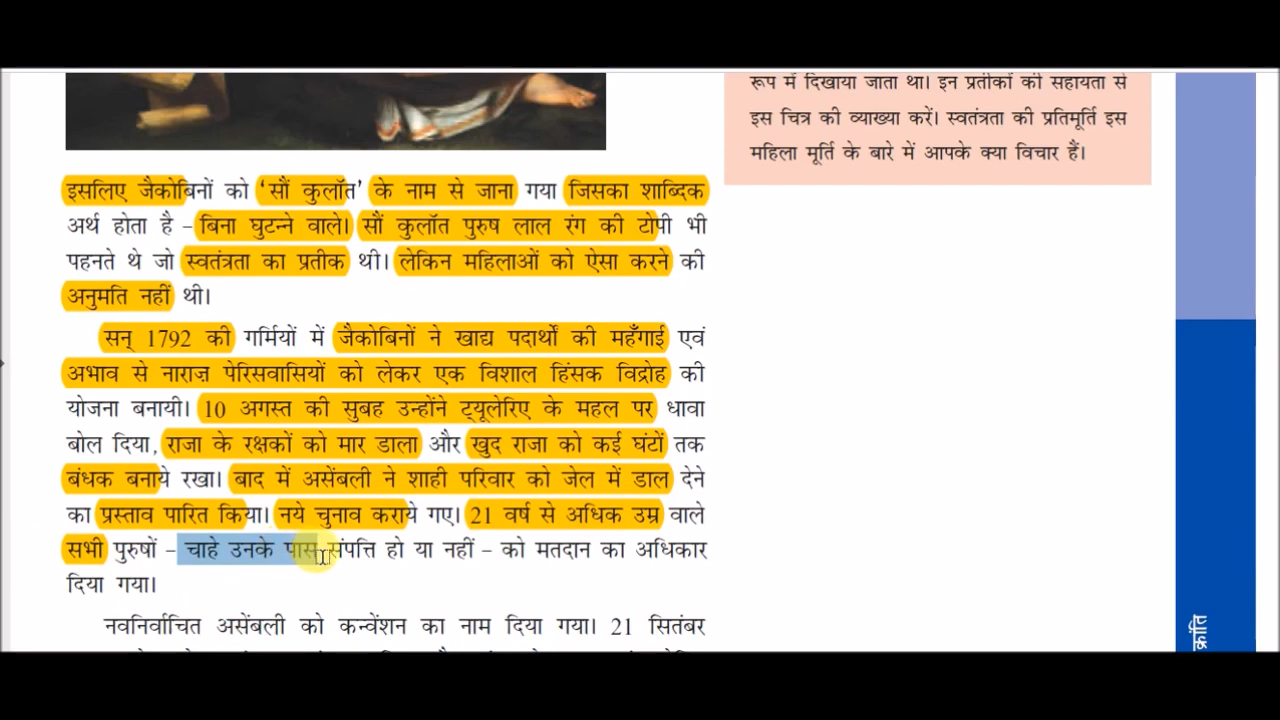 रूप में दिखाया जाता था। इन प्रतीकों की सहायता से
इस चित्र की व्याख्या करें। स्वतंत्रता की प्रतिमूर्ति इस
महिला मूर्ति के बारे में आपके क्या विचार हैं।
इसलिए जैकोबिनों को ‘सौं कुलॉत’ के नाम से जाना गया जिसका शाब्दिक
अर्थ होता है – बिना घुटन्ने वाले। सौं कुलॉत पुरुष लाल रंग की टोपी भी
पहनते थे जो स्वतंत्रता का प्रतीक थी। लेकिन महिलाओं को ऐसा करने की
अनुमति नहीं थी।
सन् 1792 की गर्मियों में जैकोबिनों ने खाद्य पदार्थों की महँगाई एवं
अभाव से नाराज़ पेरिसवासियों को लेकर एक विशाल हिंसक विद्रोह की
योजना बनायी। 10 अगस्त की सुबह उन्होंने ट्यूलेरिए के महल पर धावा
बोल दिया, राजा के रक्षकों को मार डाला और खुद राजा को कई घंटों तक
बंधक बनाये रखा। बाद में असेंबली ने शाही परिवार को जेल में डाल देने
का प्रस्ताव पारित किया। नये चुनाव कराये गए। 21 वर्ष से अधिक उम्र वाले
सभी पुरुषों – चाहे उनके पास संपत्ति हो या नहीं – को मतदान का अधिकार
दिया गया।
नवनिर्वाचित असेंबली को कन्वेंशन का नाम दिया गया। 21 सितंबर
क्रांति